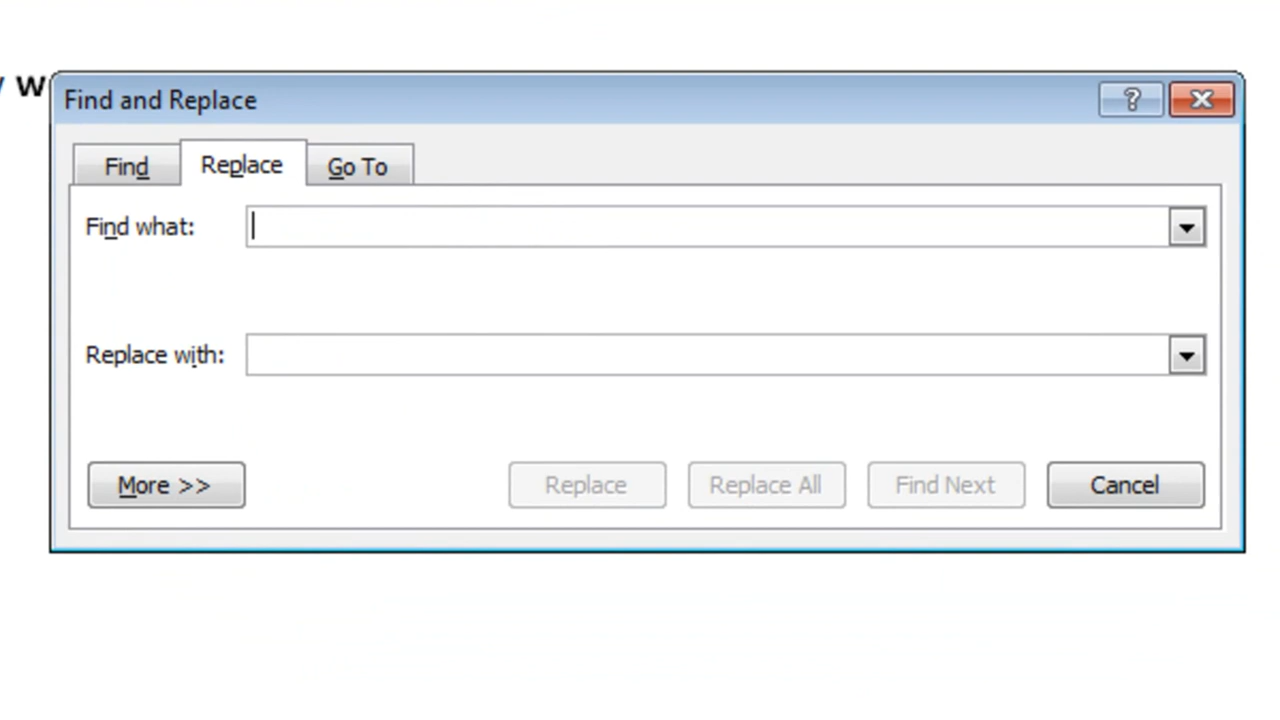 w
Find and Replace
Find Replace Go To
Find what:
Replace with:
More >> Replace Replace All Find Next Cancel